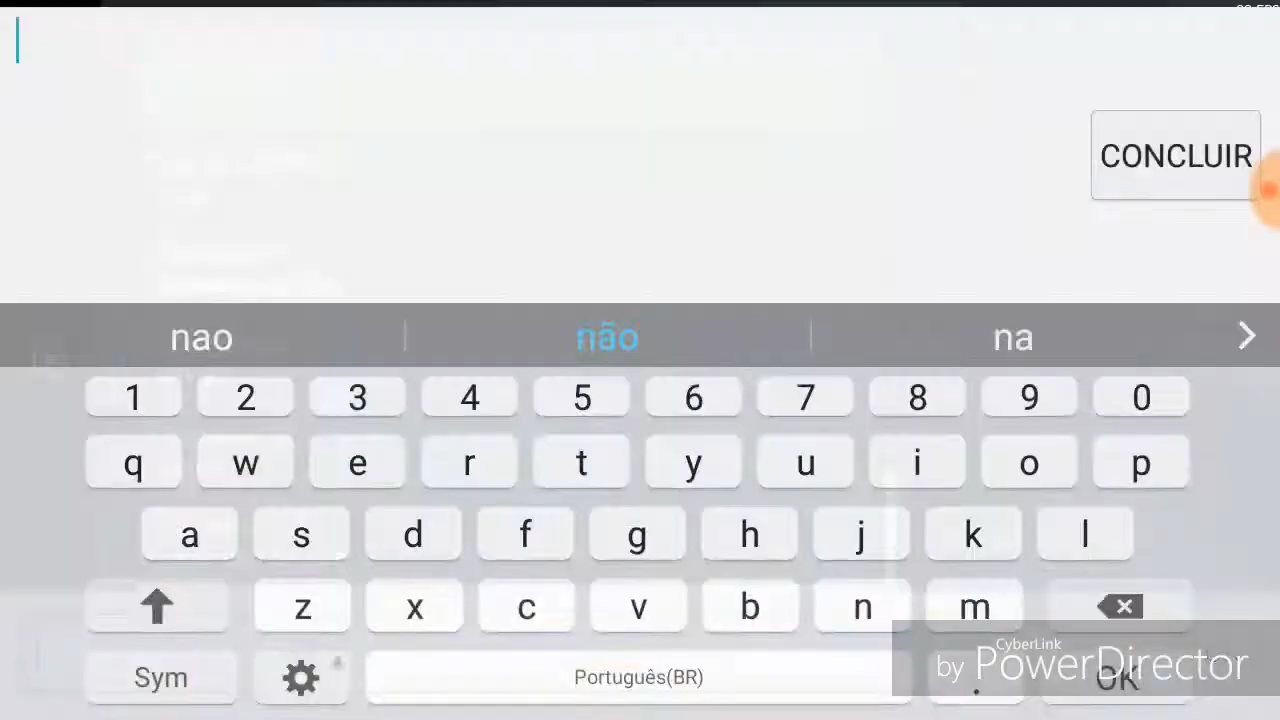 CONCLUIR
nao não na
1 2 3 4 5 6 7 8 9 0
q w e r t y u i o p
a s d f g h j k l
z x c v b n m
Sym Português(BR) . OK
CyberLink
by PowerDirector